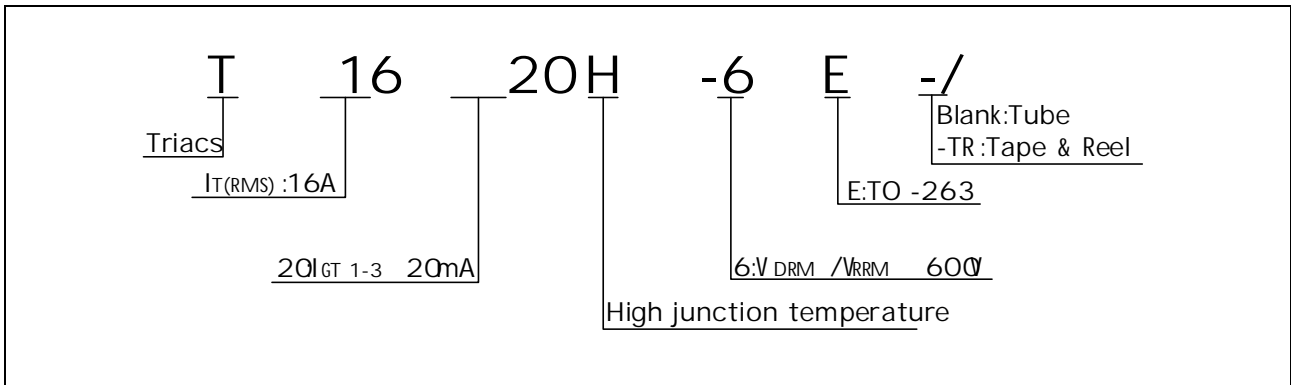 T 16 20H -6 E -/
Blank:Tube
Triacs
-TR:Tape & Reel
IT(RMS) :16A
E:TO -263
20IGT 1-3 20mA
6:VDRM /VRRM 600V
High junction temperature